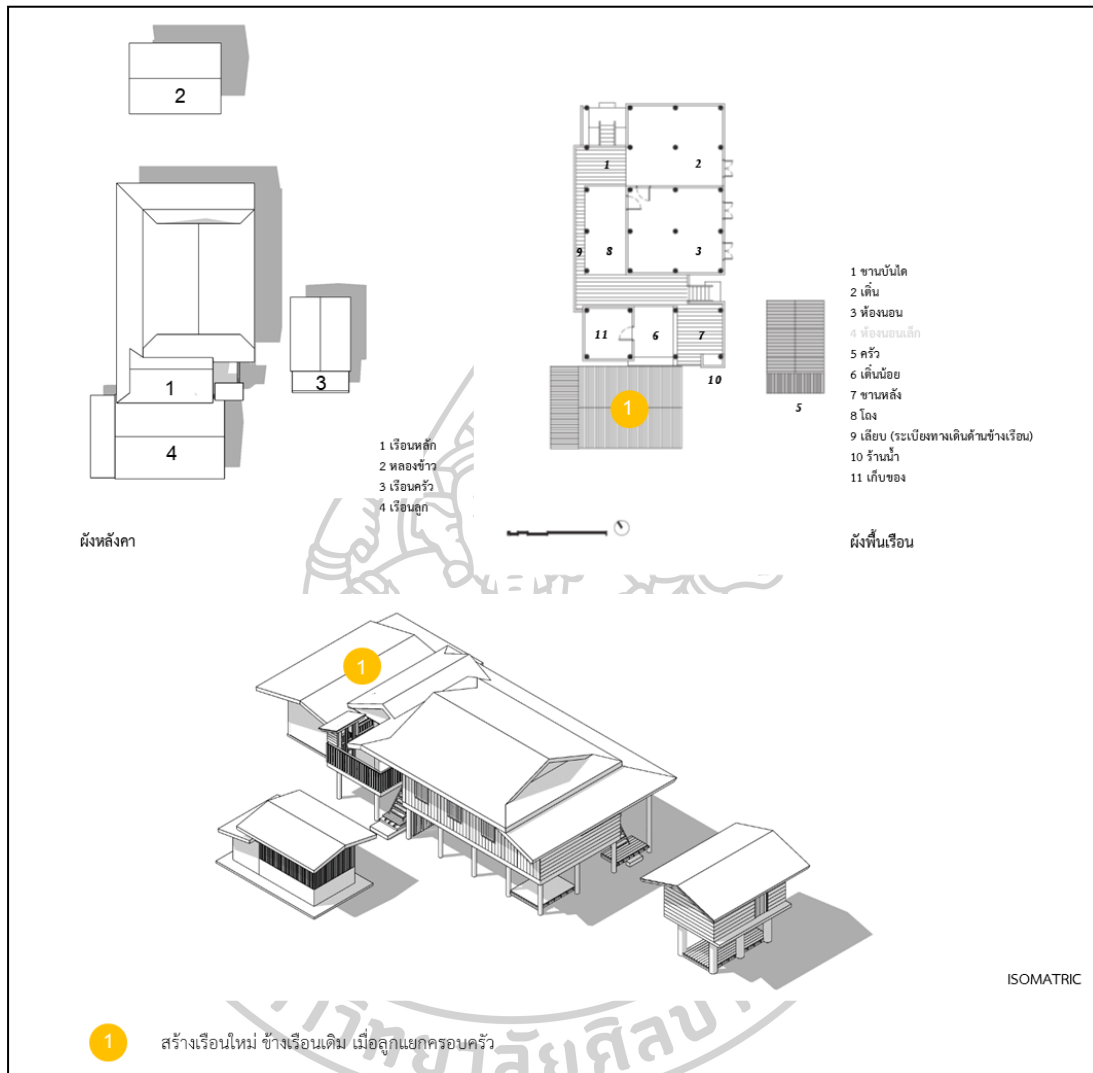 2
1
3
4
1 เรือนหลัก
2 หลองข้าว
3 เรือนครัว
4 เรือนลูก
ผังหลังคา
1
2
9
8
3
11
6
7
10
1
5
1 ชานบันได
2 เติ๋น
3 ห้องนอน
4 ห้องนอนเล็ก
5 ครัว
6 เติ๋นน้อย
7 ชานหลัง
8 โถง
9 เลียบ (ระเบียงทางเดินด้านข้างเรือน)
10 ร้านน้ำ
11 เก็บของ
ผังพื้นเรือน
1
ISOMATRIC
1 สร้างเรือนใหม่ ข้างเรือนเดิม เมื่อลูกแยกครอบครัว